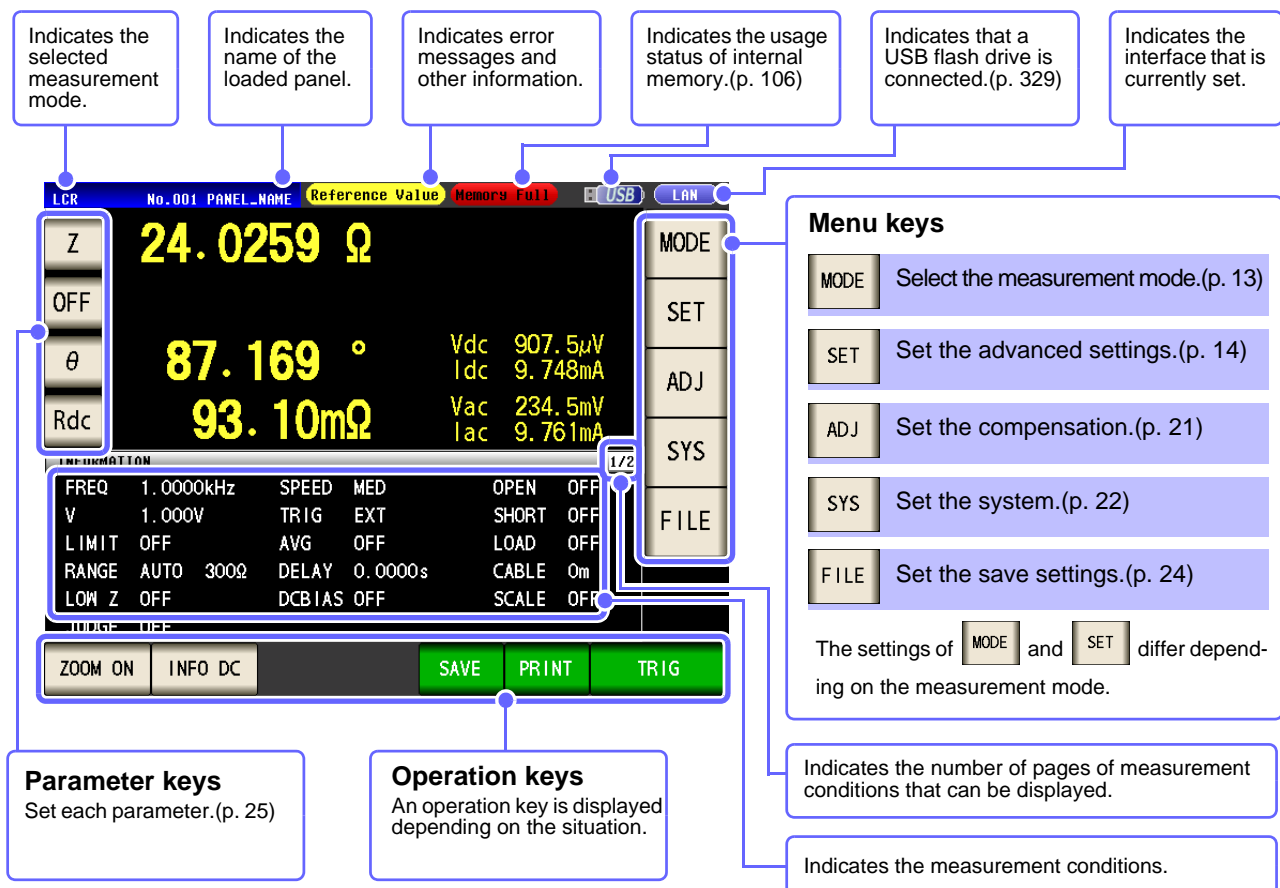 Indicates the
selected
measurement
mode.
Indicates the
name of the
loaded panel.
Indicates error
messages and
other information.
Indicates the usage
status of internal
memory.(p. 106)
Indicates that a
USB flash drive is
connected.(p. 329)
Indicates the
interface that is
currently set.
LCR No.001 PANEL_NAME Reference Value Memory Full USB LAN
Z
OFF
θ
Rdc
24.0259 Ω
87.169 °
93.10mΩ
Vdc 907.5μV
Idc 9.748mA
Vac 234.5mV
Iac 9.761mA
MODE
SET
ADJ
SYS
FILE
INFORMATION 1/2
FREQ 1.0000kHz SPEED MED OPEN OFF
V 1.000V TRIG EXT SHORT OFF
LIMIT OFF AVG OFF LOAD OFF
RANGE AUTO 300Ω DELAY 0.0000s CABLE 0m
LOW Z OFF DCBIAS OFF SCALE OFF
JUDGE OFF
ZOOM ON INFO DC SAVE PRINT TRIG
Menu keys
MODE Select the measurement mode.(p. 13)
SET Set the advanced settings.(p. 14)
ADJ Set the compensation.(p. 21)
SYS Set the system.(p. 22)
FILE Set the save settings.(p. 24)
The settings of MODE and SET differ depend-
ing on the measurement mode.
Parameter keys
Set each parameter.(p. 25)
Operation keys
An operation key is displayed
depending on the situation.
Indicates the number of pages of measurement
conditions that can be displayed.
Indicates the measurement conditions.